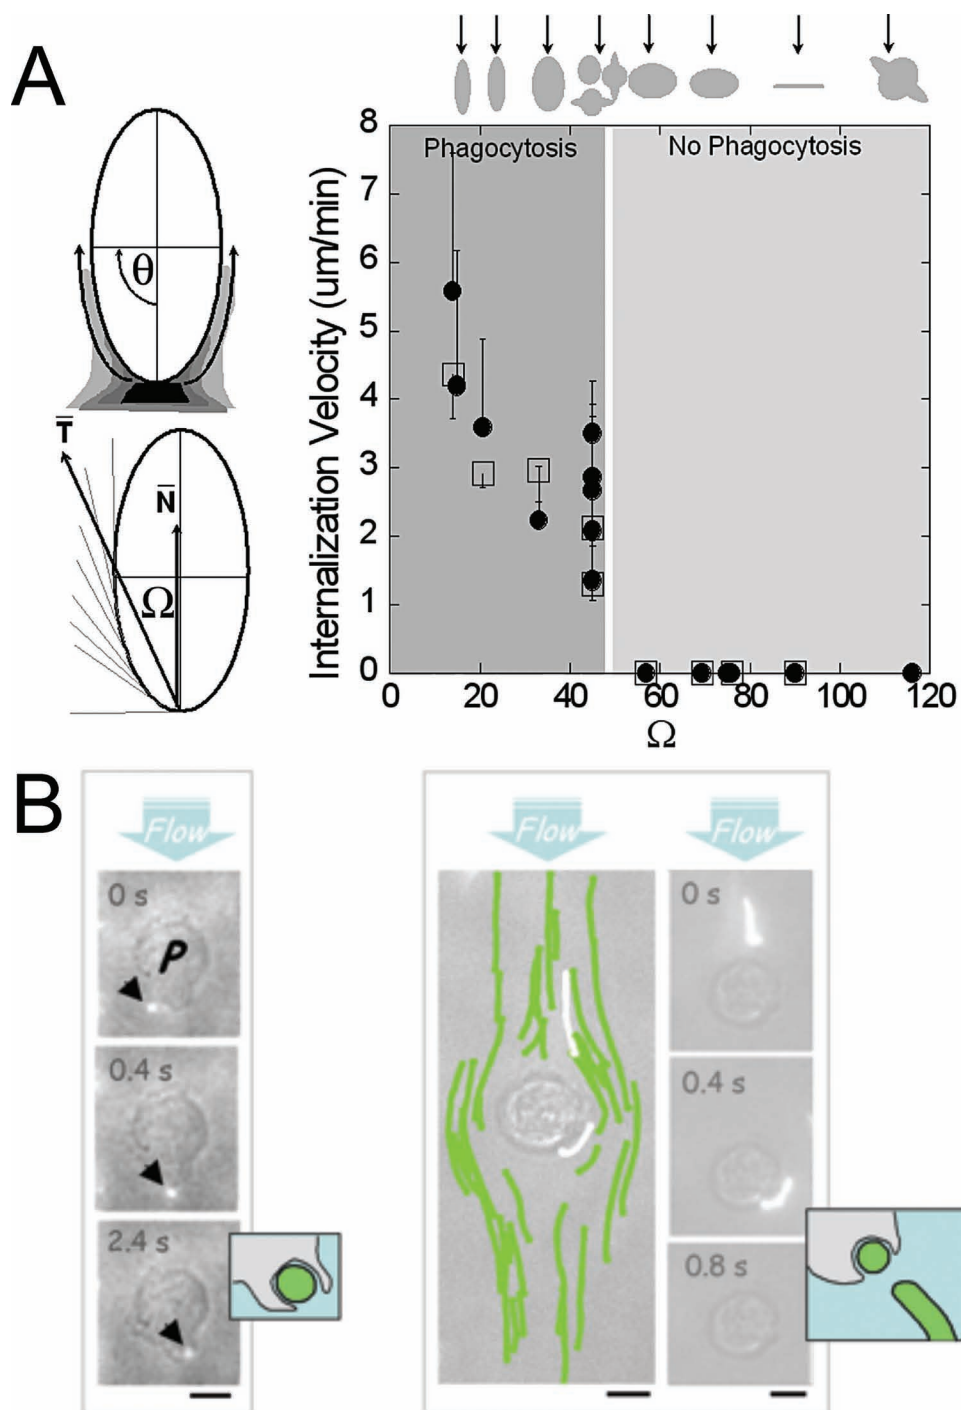 A
θ
T̅
N̅
Ω
Internalization Velocity (um/min)
8
7
6
5
4
3
2
1
0
Phagocytosis
No Phagocytosis
0 20 40 60 80 100 120
Ω
B
Flow
0 s
P
0.4 s
2.4 s
Flow
Flow
0 s
0.4 s
0.8 s